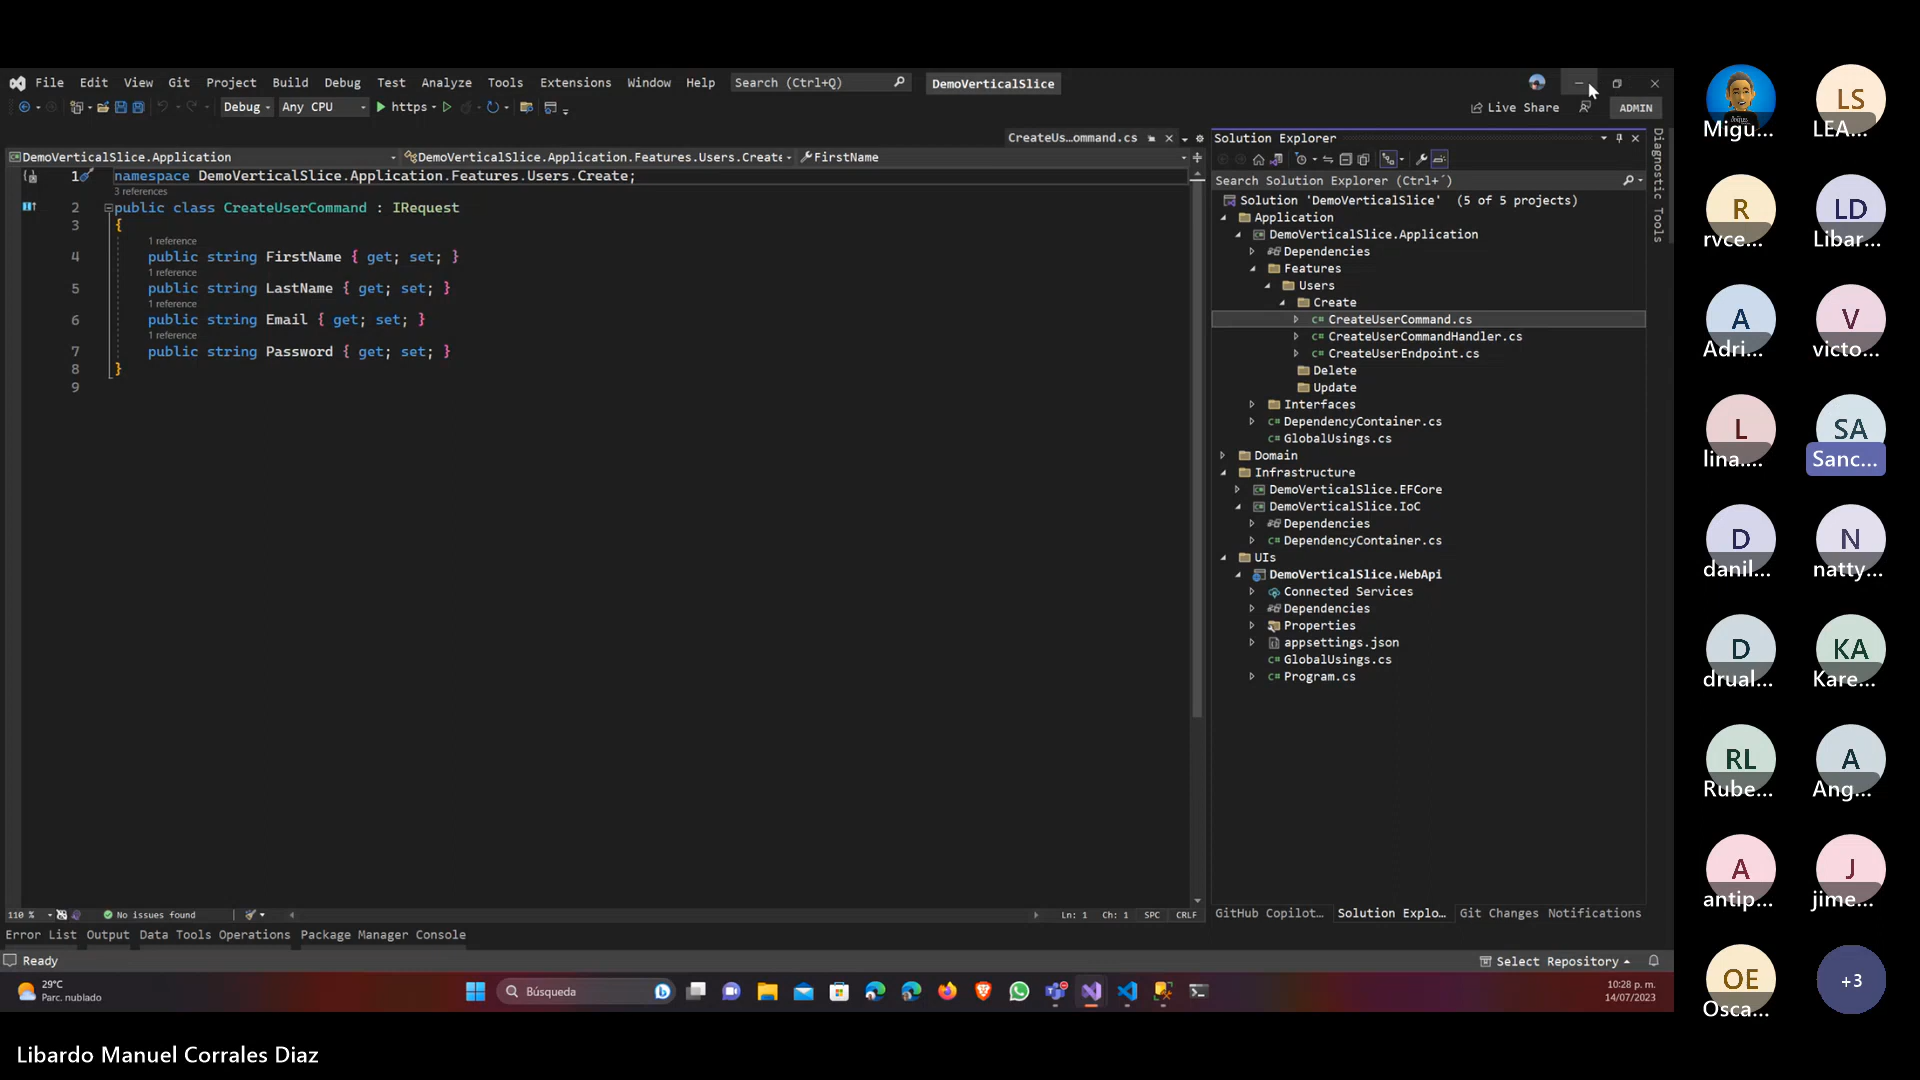 File Edit View Git Project Build Debug Test Analyze Tools Extensions Window Help Search (Ctrl+Q) DemoVerticalSlice
Debug Any CPU https Live Share ADMIN
CreateUs...ommand.cs
DemoVerticalSlice.Application DemoVerticalSlice.Application.Features.Users.Create FirstName
1 namespace DemoVerticalSlice.Application.Features.Users.Create;
3 references
2 public class CreateUserCommand : IRequest
3 {
1 reference
4 public string FirstName { get; set; }
1 reference
5 public string LastName { get; set; }
1 reference
6 public string Email { get; set; }
1 reference
7 public string Password { get; set; }
8 }
9
110 % No issues found Ln: 1 Ch: 1 SPC CRLF
Error List Output Data Tools Operations Package Manager Console
Solution Explorer
Search Solution Explorer (Ctrl+´)
Solution 'DemoVerticalSlice' (5 of 5 projects)
Application
DemoVerticalSlice.Application
Dependencies
Features
Users
Create
C# CreateUserCommand.cs
C# CreateUserCommandHandler.cs
C# CreateUserEndpoint.cs
Delete
Update
Interfaces
C# DependencyContainer.cs
C# GlobalUsings.cs
Domain
Infrastructure
DemoVerticalSlice.EFCore
DemoVerticalSlice.IoC
Dependencies
C# DependencyContainer.cs
UIs
DemoVerticalSlice.WebApi
Connected Services
Dependencies
Properties
appsettings.json
C# GlobalUsings.cs
C# Program.cs
GitHub Copilot... Solution Explo... Git Changes Notifications
Diagnostic Tools
Ready Select Repository
29°C
Parc. nublado
Búsqueda
10:28 p. m.
14/07/2023
Migu...
LS
LEA...
R
rvce...
LD
Libar...
A
Adri...
V
victo...
L
lina....
SA
Sanc...
D
danil...
N
natty...
D
drual...
KA
Kare...
RL
Rube...
A
Ang...
A
antip...
J
jime...
OE
Osca...
+3
Libardo Manuel Corrales Diaz